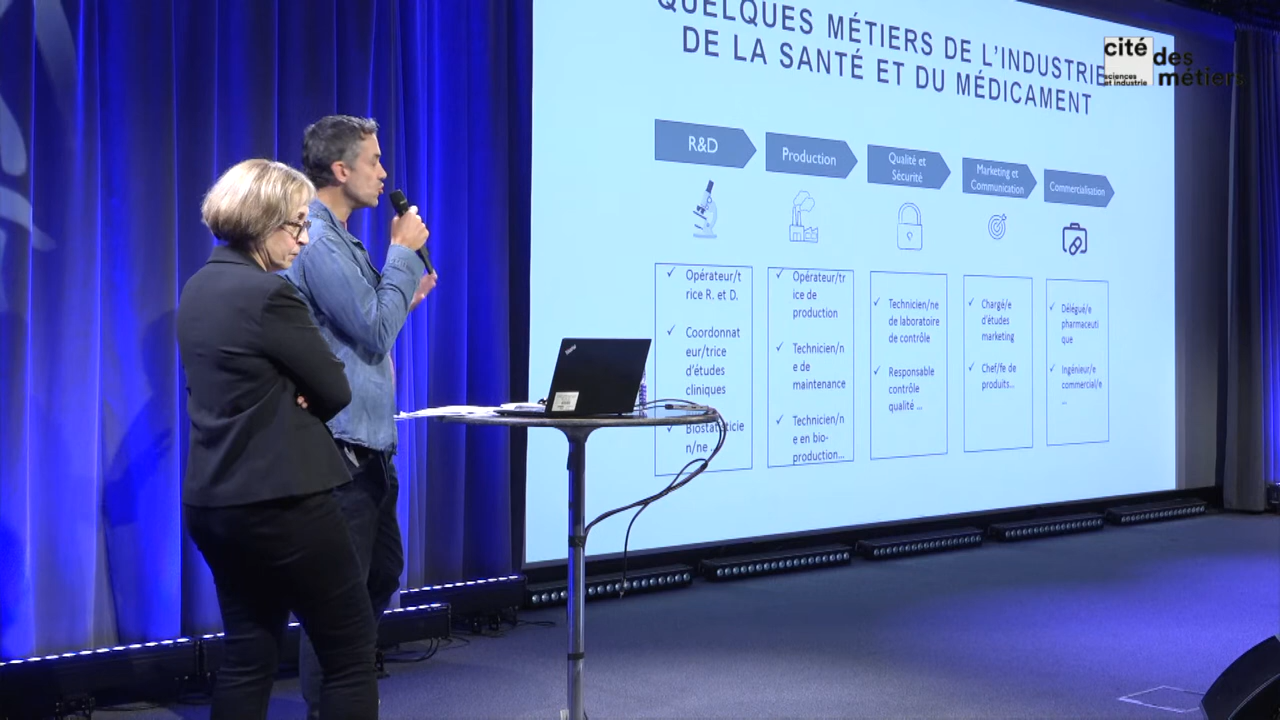 QUELQUES MÉTIERS DE L'INDUSTRIE
DE LA SANTÉ ET DU MÉDICAMENT
cité
sciences
et industrie
des
métiers
R&D
Production
Qualité et
Sécurité
Marketing et
Communication
Commercialisation
✓ Opérateur/t
rice R. et D.
✓ Coordonnat
eur/trice
d'études
cliniques
✓ Biostatisticie
n/ne ...
✓ Opérateur/tr
ice de
production
✓ Technicien/n
e de
maintenance
✓ Technicien/n
e en bio-
production...
✓ Technicien/ne
de laboratoire
de contrôle
✓ Responsable
contrôle
qualité ...
✓ Chargé/e
d'études
marketing
✓ Chef/fe de
produits...
✓ Délégué/e
pharmaceuti
que
✓ Ingénieur/e
commercial/e
...
ThinkPad